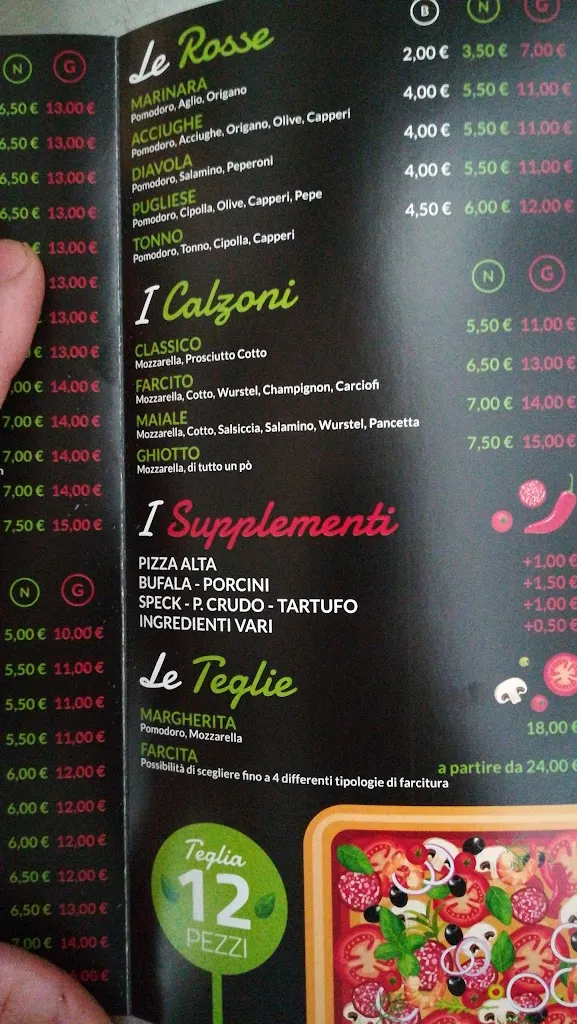 N G
6,50 € 13.00 €
6,50 € 13,00 €
6,50 € 13,00 €
6,50 € 13,00 €
€ 13,00 €
13,00 €
13,00 €
€ 13,00 €
,00 € 14.00 €
7,00 € 14,00 €
7,00 € 14,00 €
7,00 € 14,00 €
7,50 € 15,00 €
N G
5,00 € 10,00 €
5,50 € 11,00 €
5,50 € 11,00 €
5,50 € 11,00 €
6,00 € 12,00 €
6,00 € 12,00 €
6,00 € 12,00 €
6,50 € 12.00 €
6,50 € 13,00 €
7,00 € 14,00 €
6,00 €
Le Rosse B N G
MARINARA 2,00 € 3,50 € 7,00 €
Pomodoro, Aglio, Origano
ACCIUGHE 4,00 € 5,50 € 11,00 €
Pomodoro, Acciughe, Origano, Olive, Capperi
DIAVOLA 4,00 € 5,50 € 11,00 €
Pomodoro, Salamino, Peperoni
PUGLIESE 4,00 € 5,50 € 11,00 €
Pomodoro, Cipolla, Olive, Capperi, Pepe
TONNO 4,50 € 6,00 € 12,00 €
Pomodoro, Tonno, Cipolla, Capperi
I Calzoni N G
CLASSICO 5,50 € 11,00 €
Mozzarella, Prosciutto Cotto
FARCITO 6,50 € 13,00 €
Mozzarella, Cotto, Wurstel, Champignon, Carciofi
MAIALE 7,00 € 14,00 €
Mozzarella, Cotto, Salsiccia, Salamino, Wurstel, Pancetta
GHIOTTO 7,50 € 15,00 €
Mozzarella, di tutto un pò
I Supplementi
PIZZA ALTA +1,00 €
BUFALA - PORCINI +1,50 €
SPECK - P. CRUDO - TARTUFO +1,00 €
INGREDIENTI VARI +0,50 €
Le Teglie
MARGHERITA 18,00 €
Pomodoro, Mozzarella
FARCITA a partire da 24,00 €
Possibilità di scegliere fino a 4 differenti tipologie di farcitura
Teglia
12
PEZZI